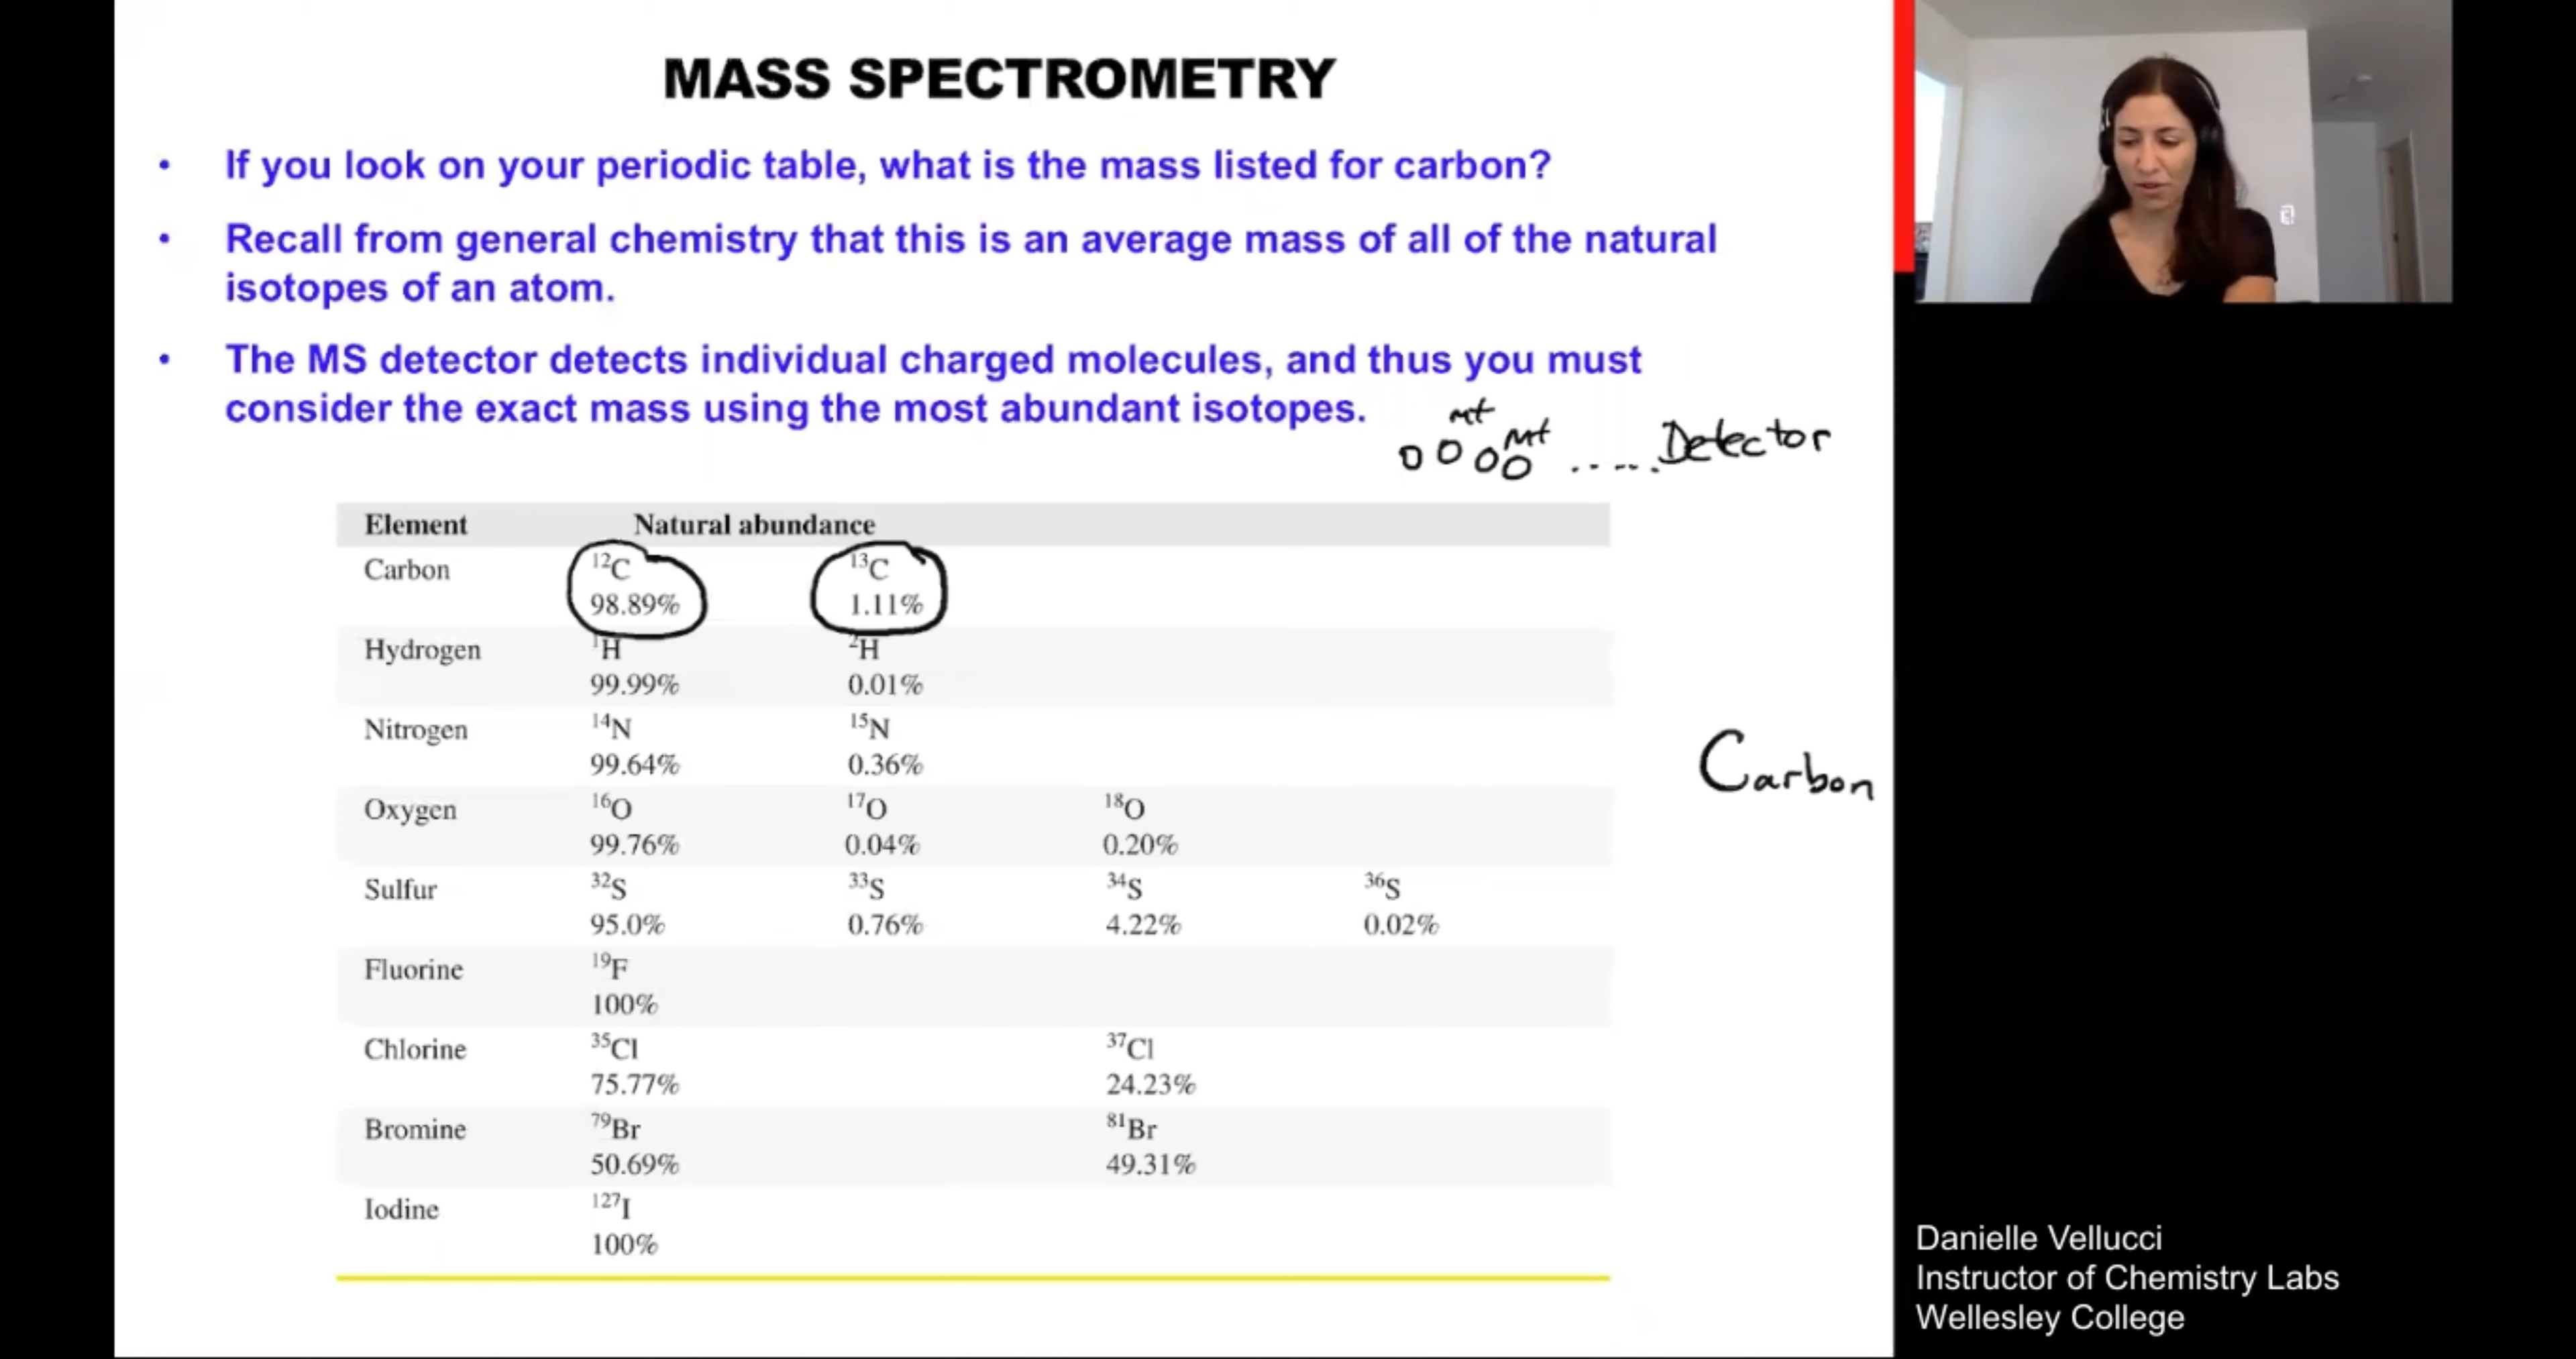 MASS SPECTROMETRY
• If you look on your periodic table, what is the mass listed for carbon?
• Recall from general chemistry that this is an average mass of all of the natural
isotopes of an atom.
• The MS detector detects individual charged molecules, and thus you must
consider the exact mass using the most abundant isotopes.
M+ M+
..... Detector
Element Natural abundance
Carbon ¹²C ¹³C
98.89% 1.11%
Hydrogen ¹H ²H
99.99% 0.01%
Nitrogen ¹⁴N ¹⁵N
99.64% 0.36%
Oxygen ¹⁶O ¹⁷O ¹⁸O
99.76% 0.04% 0.20%
Sulfur ³²S ³³S ³⁴S ³⁶S
95.0% 0.76% 4.22% 0.02%
Fluorine ¹⁹F
100%
Chlorine ³⁵Cl ³⁷Cl
75.77% 24.23%
Bromine ⁷⁹Br ⁸¹Br
50.69% 49.31%
Iodine ¹²⁷I
100%
Carbon
Danielle Vellucci
Instructor of Chemistry Labs
Wellesley College